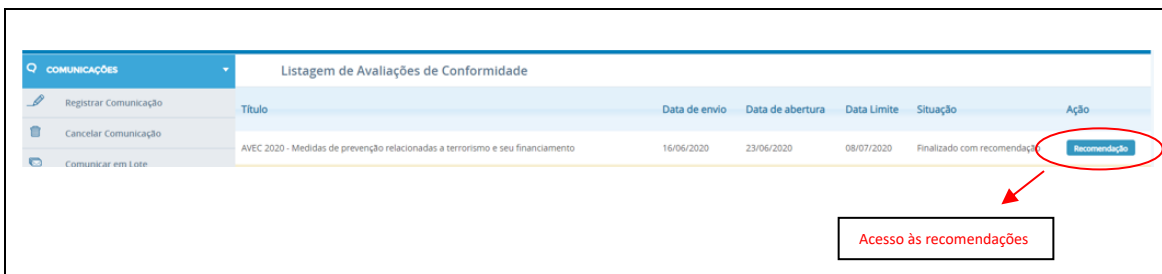 COMUNICAÇÕES
Listagem de Avaliações de Conformidade
Registrar Comunicação
Título Data de envio Data de abertura Data Limite Situação Ação
Cancelar Comunicação
AVEC 2020 - Medidas de prevenção relacionadas a terrorismo e seu financiamento 16/06/2020 23/06/2020 08/07/2020 Finalizado com recomendação Recomendação
Comunicar em Lote
Acesso às recomendações